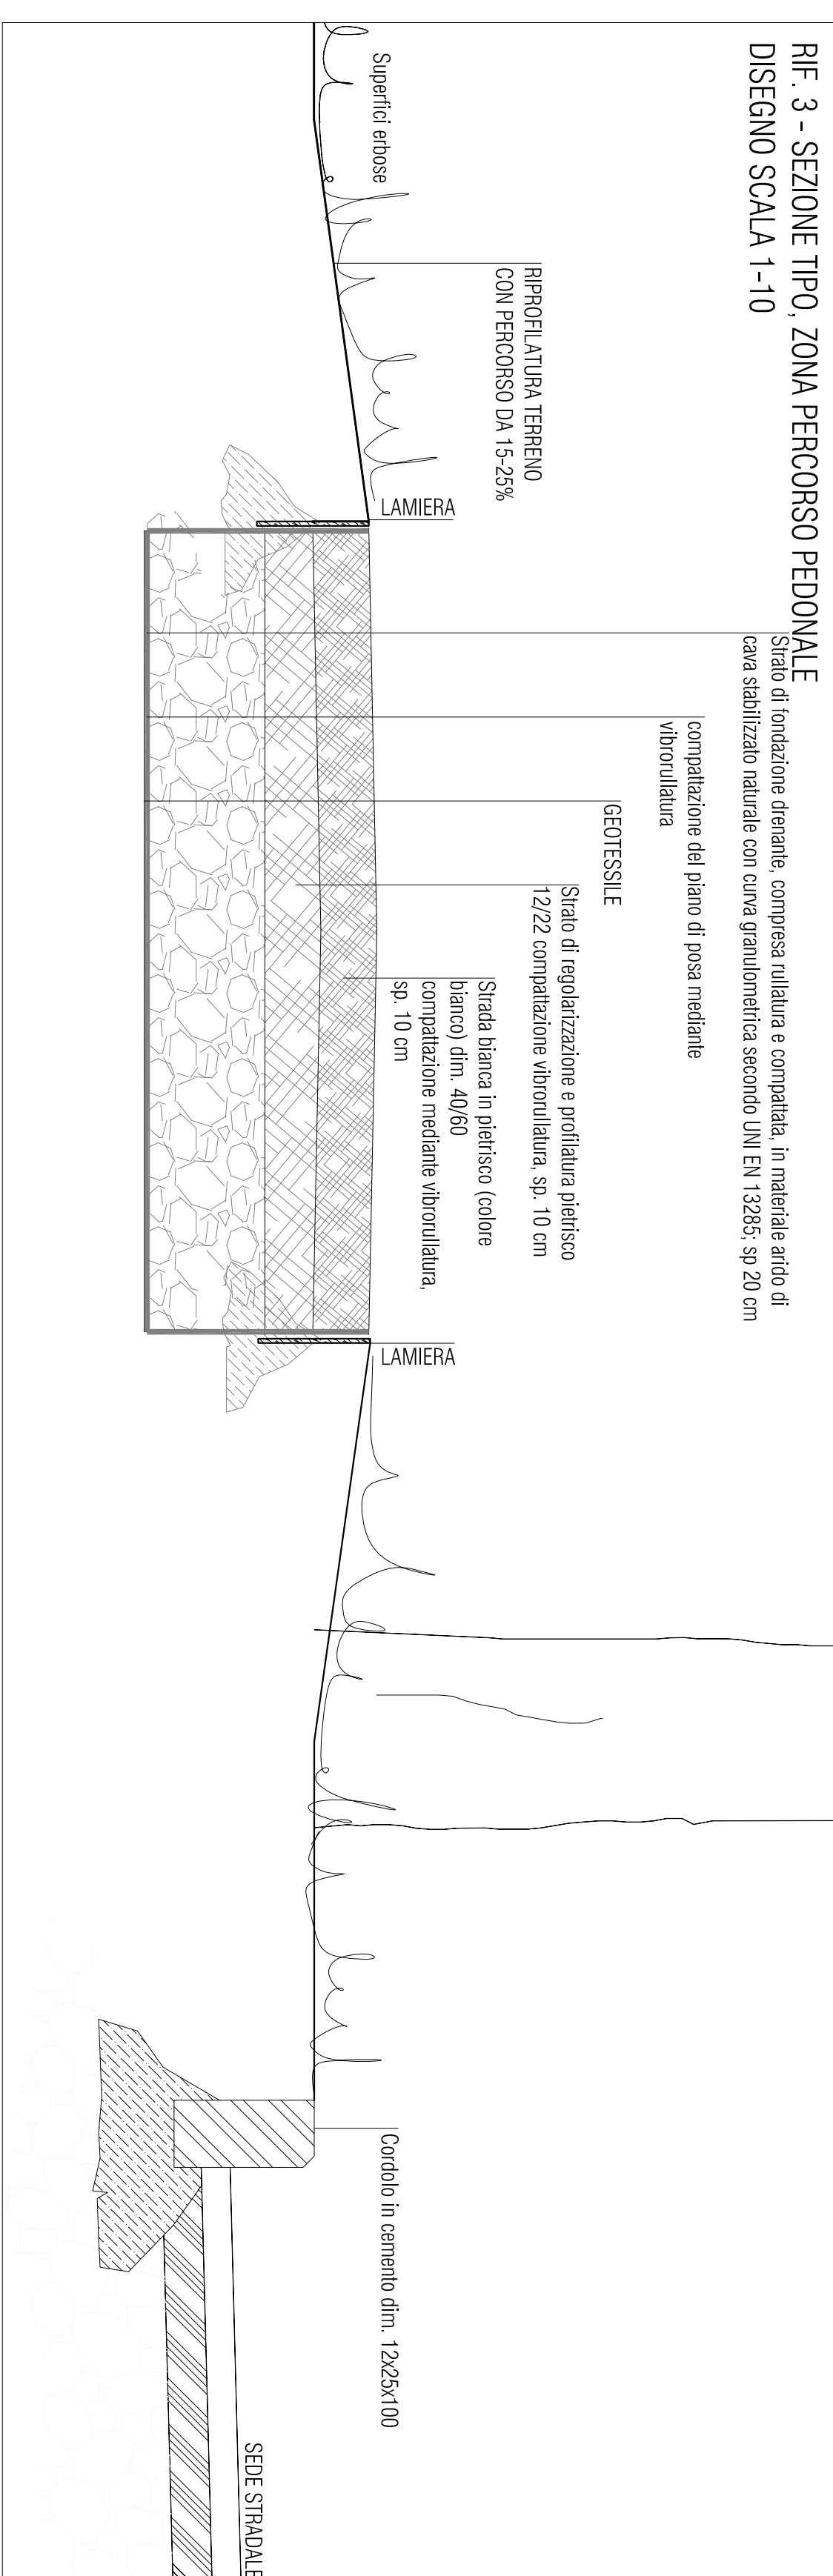 RIF. 3 - SEZIONE TIPO, ZONA PERCORSO PEDONALE
DISEGNO SCALA 1-10
Strato di fondazione drenante, compresa rullatura e compattata, in materiale arido di
cava stabilizzato naturale con curva granulometrica secondo UNI EN 13285; sp 20 cm
compattazione del piano di posa mediante
vibrorullatura
GEOTESSILE
Strato di regolarizzazione e profilatura pietrisco
12/22 compattazione vibrorullatura, sp. 10 cm
Strada bianca in pietrisco (colore
bianco) dim. 40/60
compattazione mediante vibrorullatura,
sp. 10 cm
RIPROFILATURA TERRENO
CON PERCORSO DA 15-25%
Superfici erbose
LAMIERA
LAMIERA
Cordolo in cemento dim. 12x25x100
SEDE STRADALE